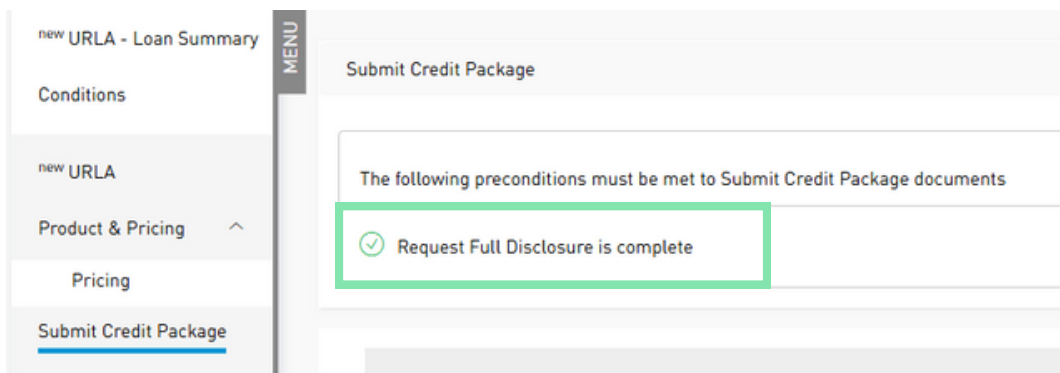 new URLA - Loan Summary
Conditions
new URLA
Product & Pricing
Pricing
Submit Credit Package
MENU
Submit Credit Package
The following preconditions must be met to Submit Credit Package documents
Request Full Disclosure is complete